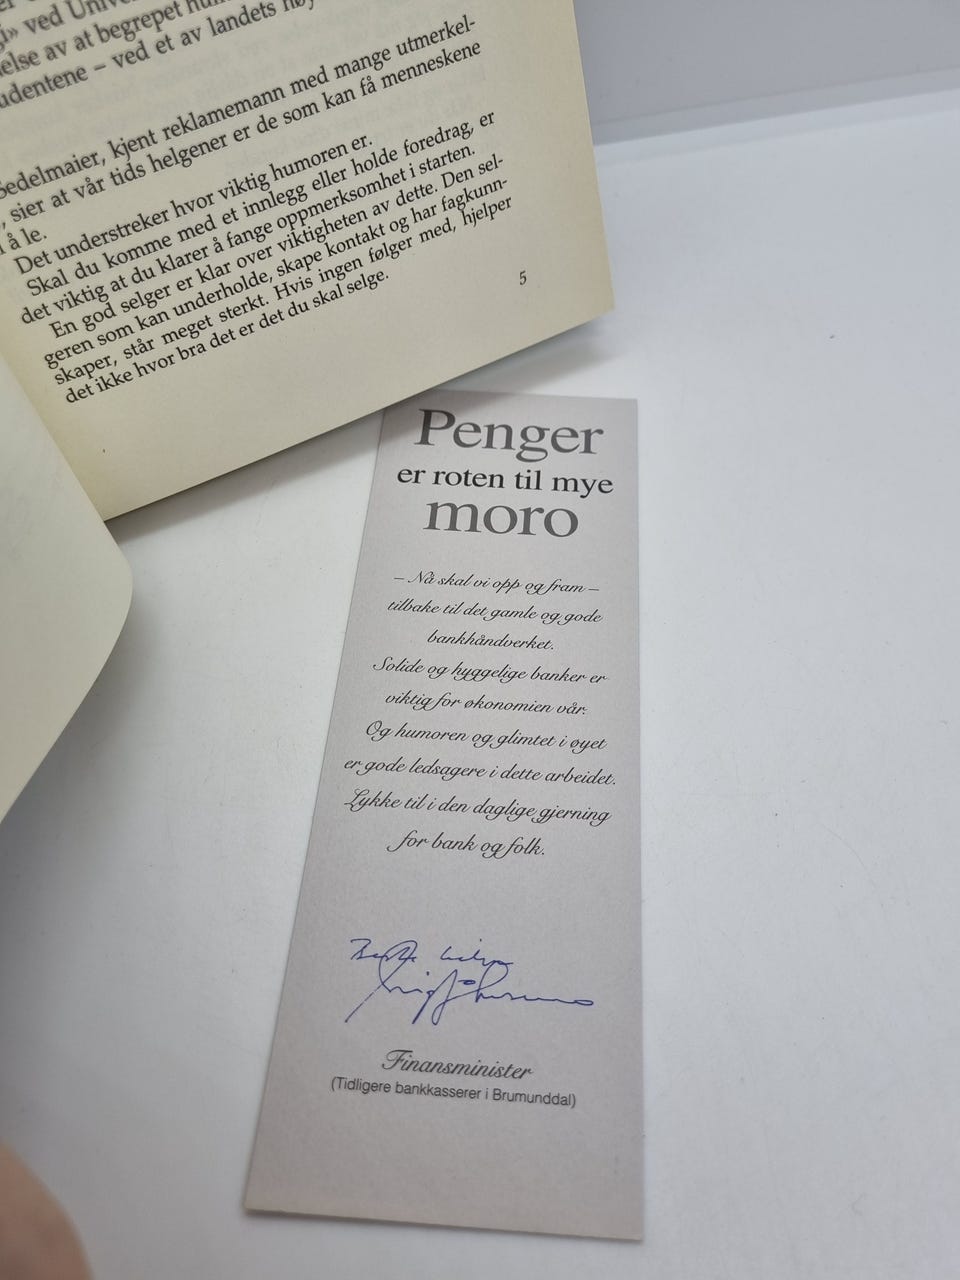 ved Univer
else av at begrepet hum
udentene – ved et av landets høy
Sedelmaier, kjent reklamemann med mange utmerkel-
, sier at vår tids helgener er de som kan få menneskene
å le.
Det understreker hvor viktig humoren er.
Skal du komme med et innlegg eller holde foredrag, er
det viktig at du klarer å fange oppmerksomhet i starten.
En god selger er klar over viktigheten av dette. Den sel-
geren som kan underholde, skape kontakt og har fagkunn-
skaper, står meget sterkt. Hvis ingen følger med, hjelper
det ikke hvor bra det er det du skal selge.
5
Penger
er roten til mye
moro
– Nå skal vi opp og fram –
tilbake til det gamle og gode
bankhåndverket.
Solide og hyggelige banker er
viktig for økonomien vår.
Og humoren og glimtet i øyet
er gode ledsagere i dette arbeidet.
Lykke til i den daglige gjerning
for bank og folk.
Beste hilsen
Finansminister
(Tidligere bankkasserer i Brumunddal)